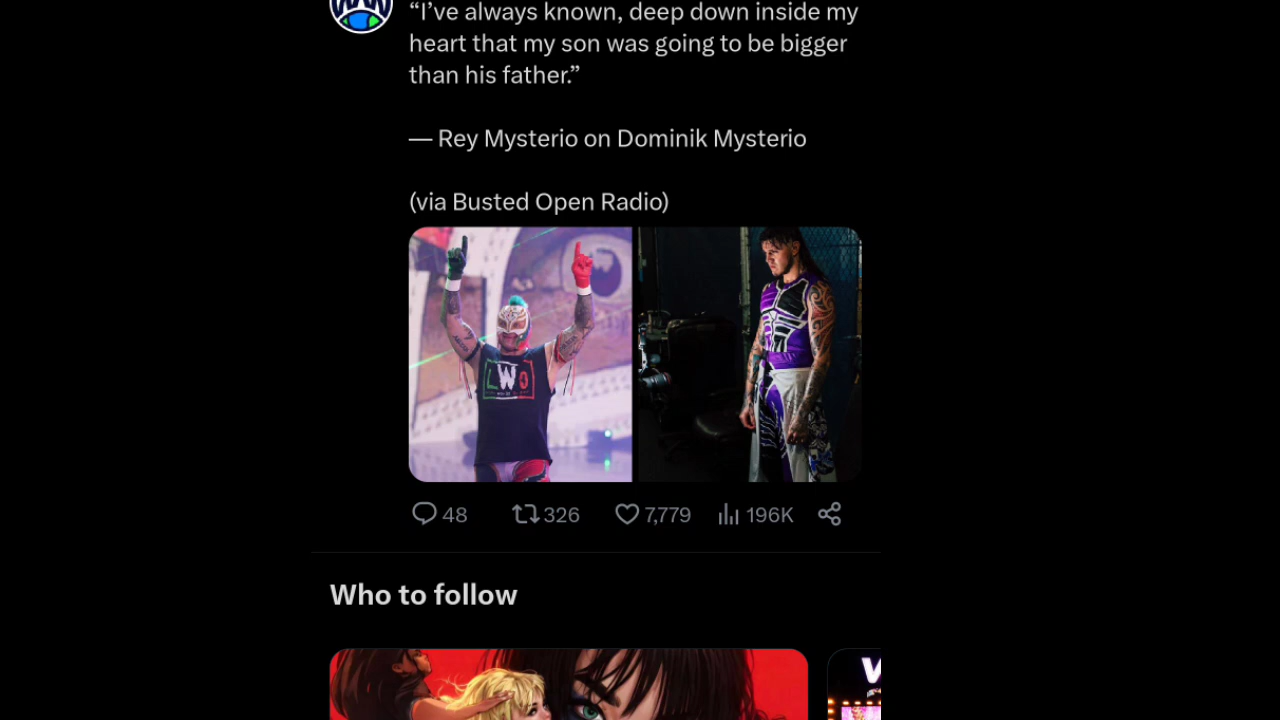 “I’ve always known, deep down inside my
heart that my son was going to be bigger
than his father.”
— Rey Mysterio on Dominik Mysterio
(via Busted Open Radio)
LWO
48 326 7,779 196K
Who to follow